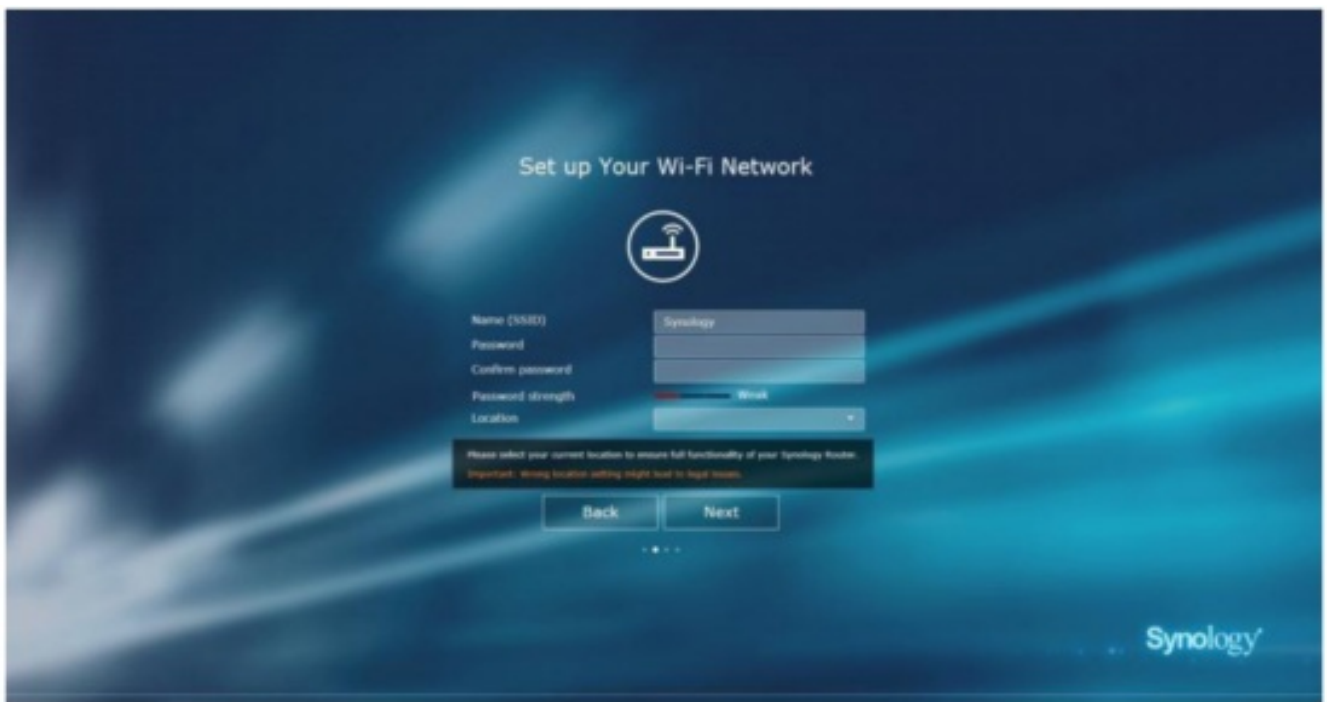 Set up Your Wi-Fi Network
Name (SSID) Synology
Password
Confirm password
Password strength Weak
Location
Please select your current location to ensure full functionality of your Synology Router.
Important: Wrong location setting might lead to legal issues.
Back Next
Synology